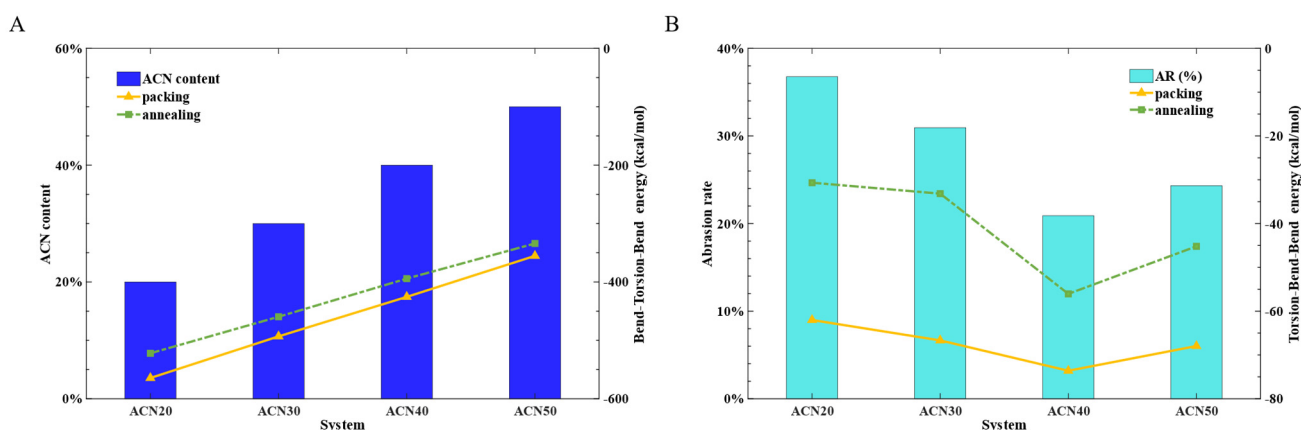 A
60%
40%
20%
0%
ACN content
ACN content
packing
annealing
0
-200
-400
-600
Bend-Torsion-Bend energy (kcal/mol)
ACN20
ACN30
ACN40
ACN50
System
B
40%
30%
20%
10%
0%
Abrasion rate
AR (%)
packing
annealing
0
-20
-40
-60
-80
Torsion-Bend-Bend energy (kcal/mol)
ACN20
ACN30
ACN40
ACN50
System